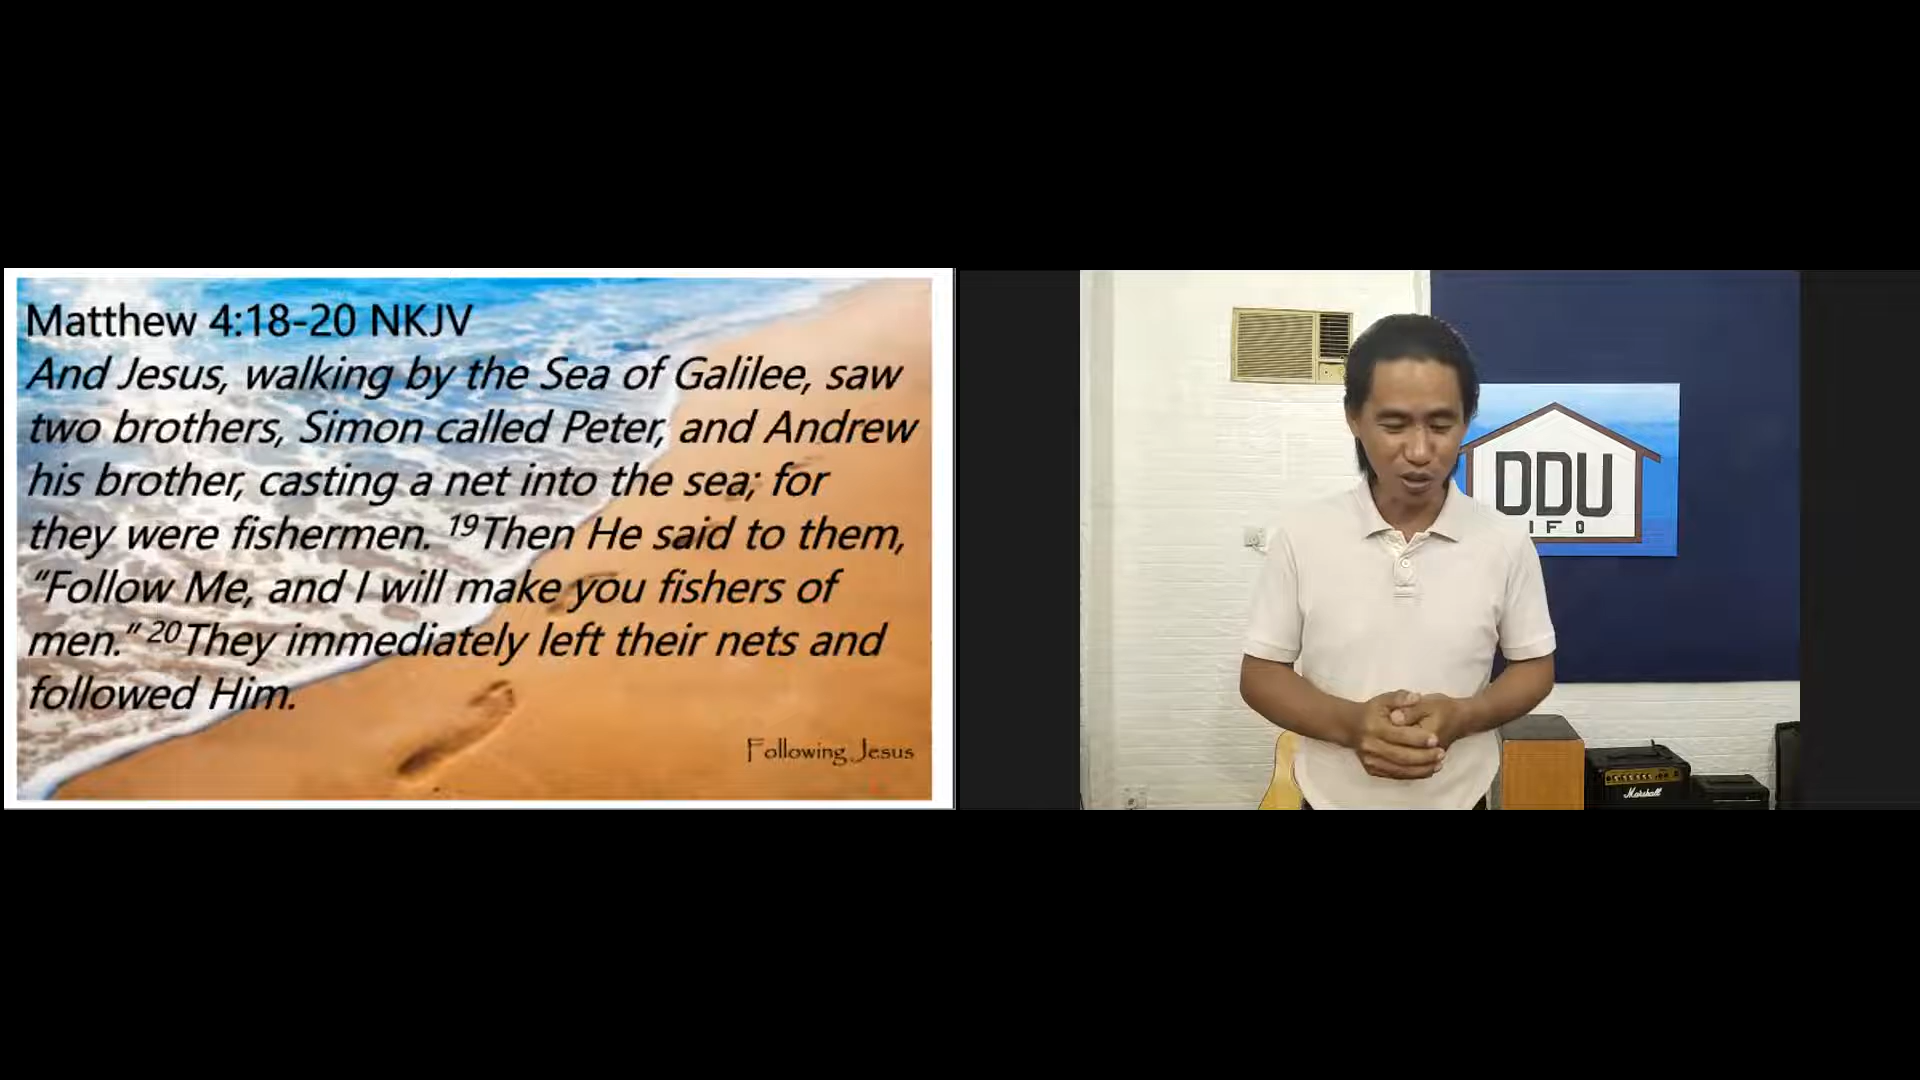 Matthew 4:18-20 NKJV
And Jesus, walking by the Sea of Galilee, saw
two brothers, Simon called Peter, and Andrew
his brother, casting a net into the sea; for
they were fishermen. 19Then He said to them,
“Follow Me, and I will make you fishers of
men.” 20They immediately left their nets and
followed Him.
Following Jesus
DDU
IFO
Marshall